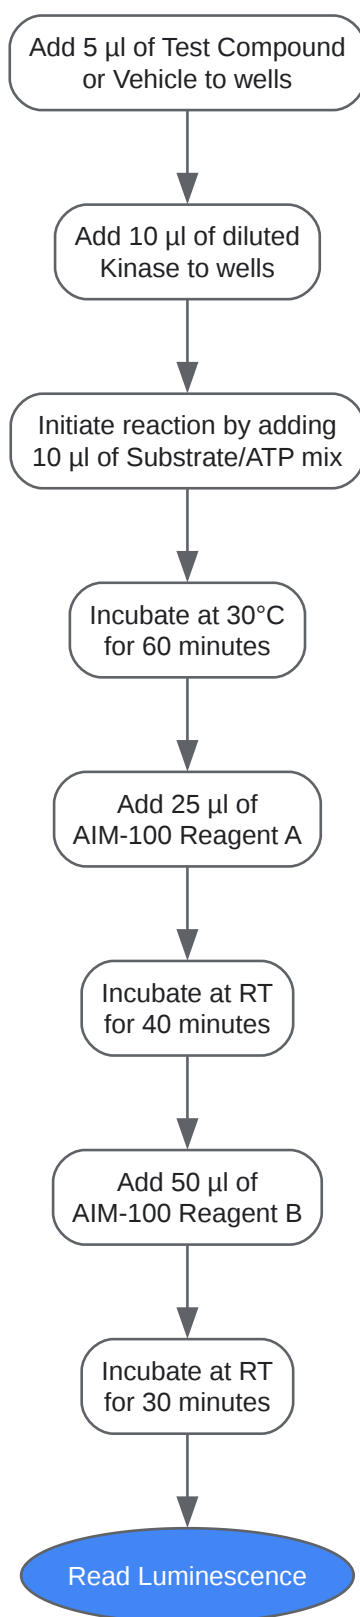 Add 5 µl of Test Compound
or Vehicle to wells
Add 10 µl of diluted
Kinase to wells
Initiate reaction by adding
10 µl of Substrate/ATP mix
Incubate at 30°C
for 60 minutes
Add 25 µl of
AIM-100 Reagent A
Incubate at RT
for 40 minutes
Add 50 µl of
AIM-100 Reagent B
Incubate at RT
for 30 minutes
Read Luminescence